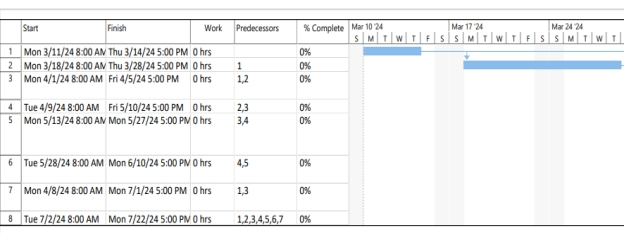 Start Finish Work Predecessors % Complete Mar 10 '24 Mar 17 '24 Mar 24 '24
S M T W T F S S M T W T F S S M T W T
1 Mon 3/11/24 8:00 AM Thu 3/14/24 5:00 PM 0 hrs 0%
2 Mon 3/18/24 8:00 AM Thu 3/28/24 5:00 PM 0 hrs 1 0%
3 Mon 4/1/24 8:00 AM Fri 4/5/24 5:00 PM 0 hrs 1,2 0%
4 Tue 4/9/24 8:00 AM Fri 5/10/24 5:00 PM 0 hrs 2,3 0%
5 Mon 5/13/24 8:00 AM Mon 5/27/24 5:00 PM 0 hrs 3,4 0%
6 Tue 5/28/24 8:00 AM Mon 6/10/24 5:00 PM 0 hrs 4,5 0%
7 Mon 4/8/24 8:00 AM Mon 7/1/24 5:00 PM 0 hrs 1,3 0%
8 Tue 7/2/24 8:00 AM Mon 7/22/24 5:00 PM 0 hrs 1,2,3,4,5,6,7 0%